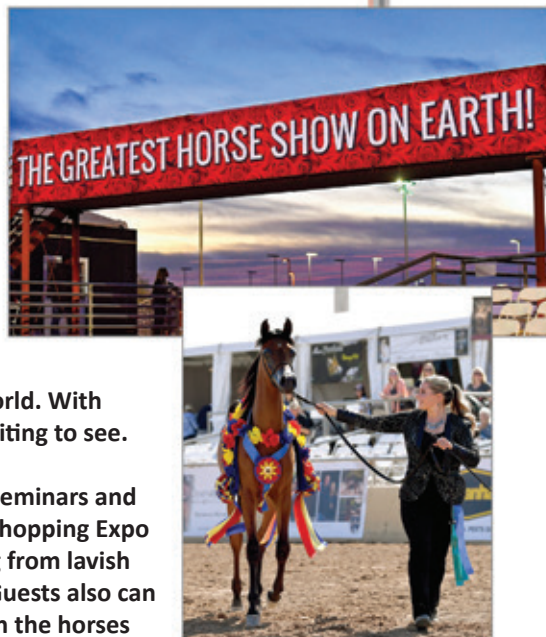 THE GREATEST HORSE SHOW ON EARTH!
orld. With
iting to see.
eminars and
hopping Expo
g from lavish
Guests also can
n the horses